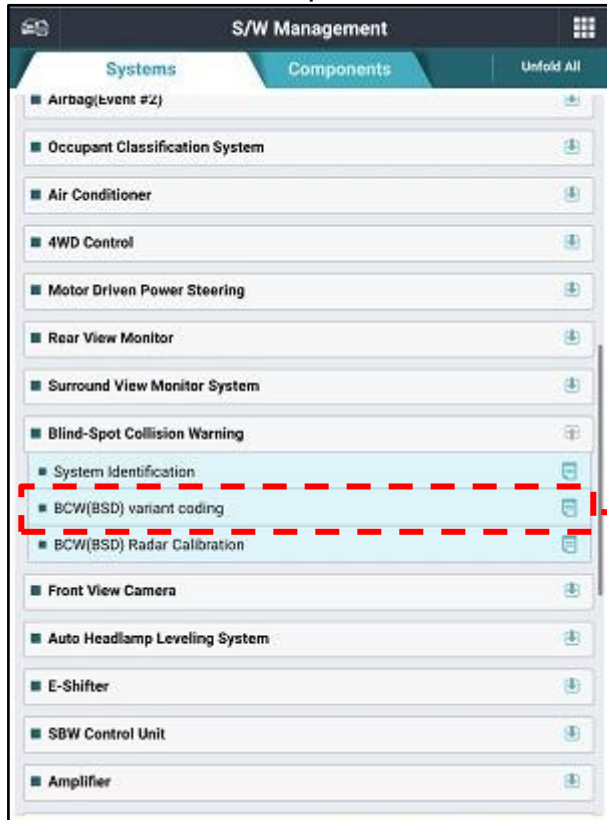 S/W Management
Systems
Components
Unfold All
Airbag(Event #2)
Occupant Classification System
Air Conditioner
4WD Control
Motor Driven Power Steering
Rear View Monitor
Surround View Monitor System
Blind-Spot Collision Warning
System Identification
BCW(BSD) variant coding
BCW(BSD) Radar Calibration
Front View Camera
Auto Headlamp Leveling System
E-Shifter
SBW Control Unit
Amplifier